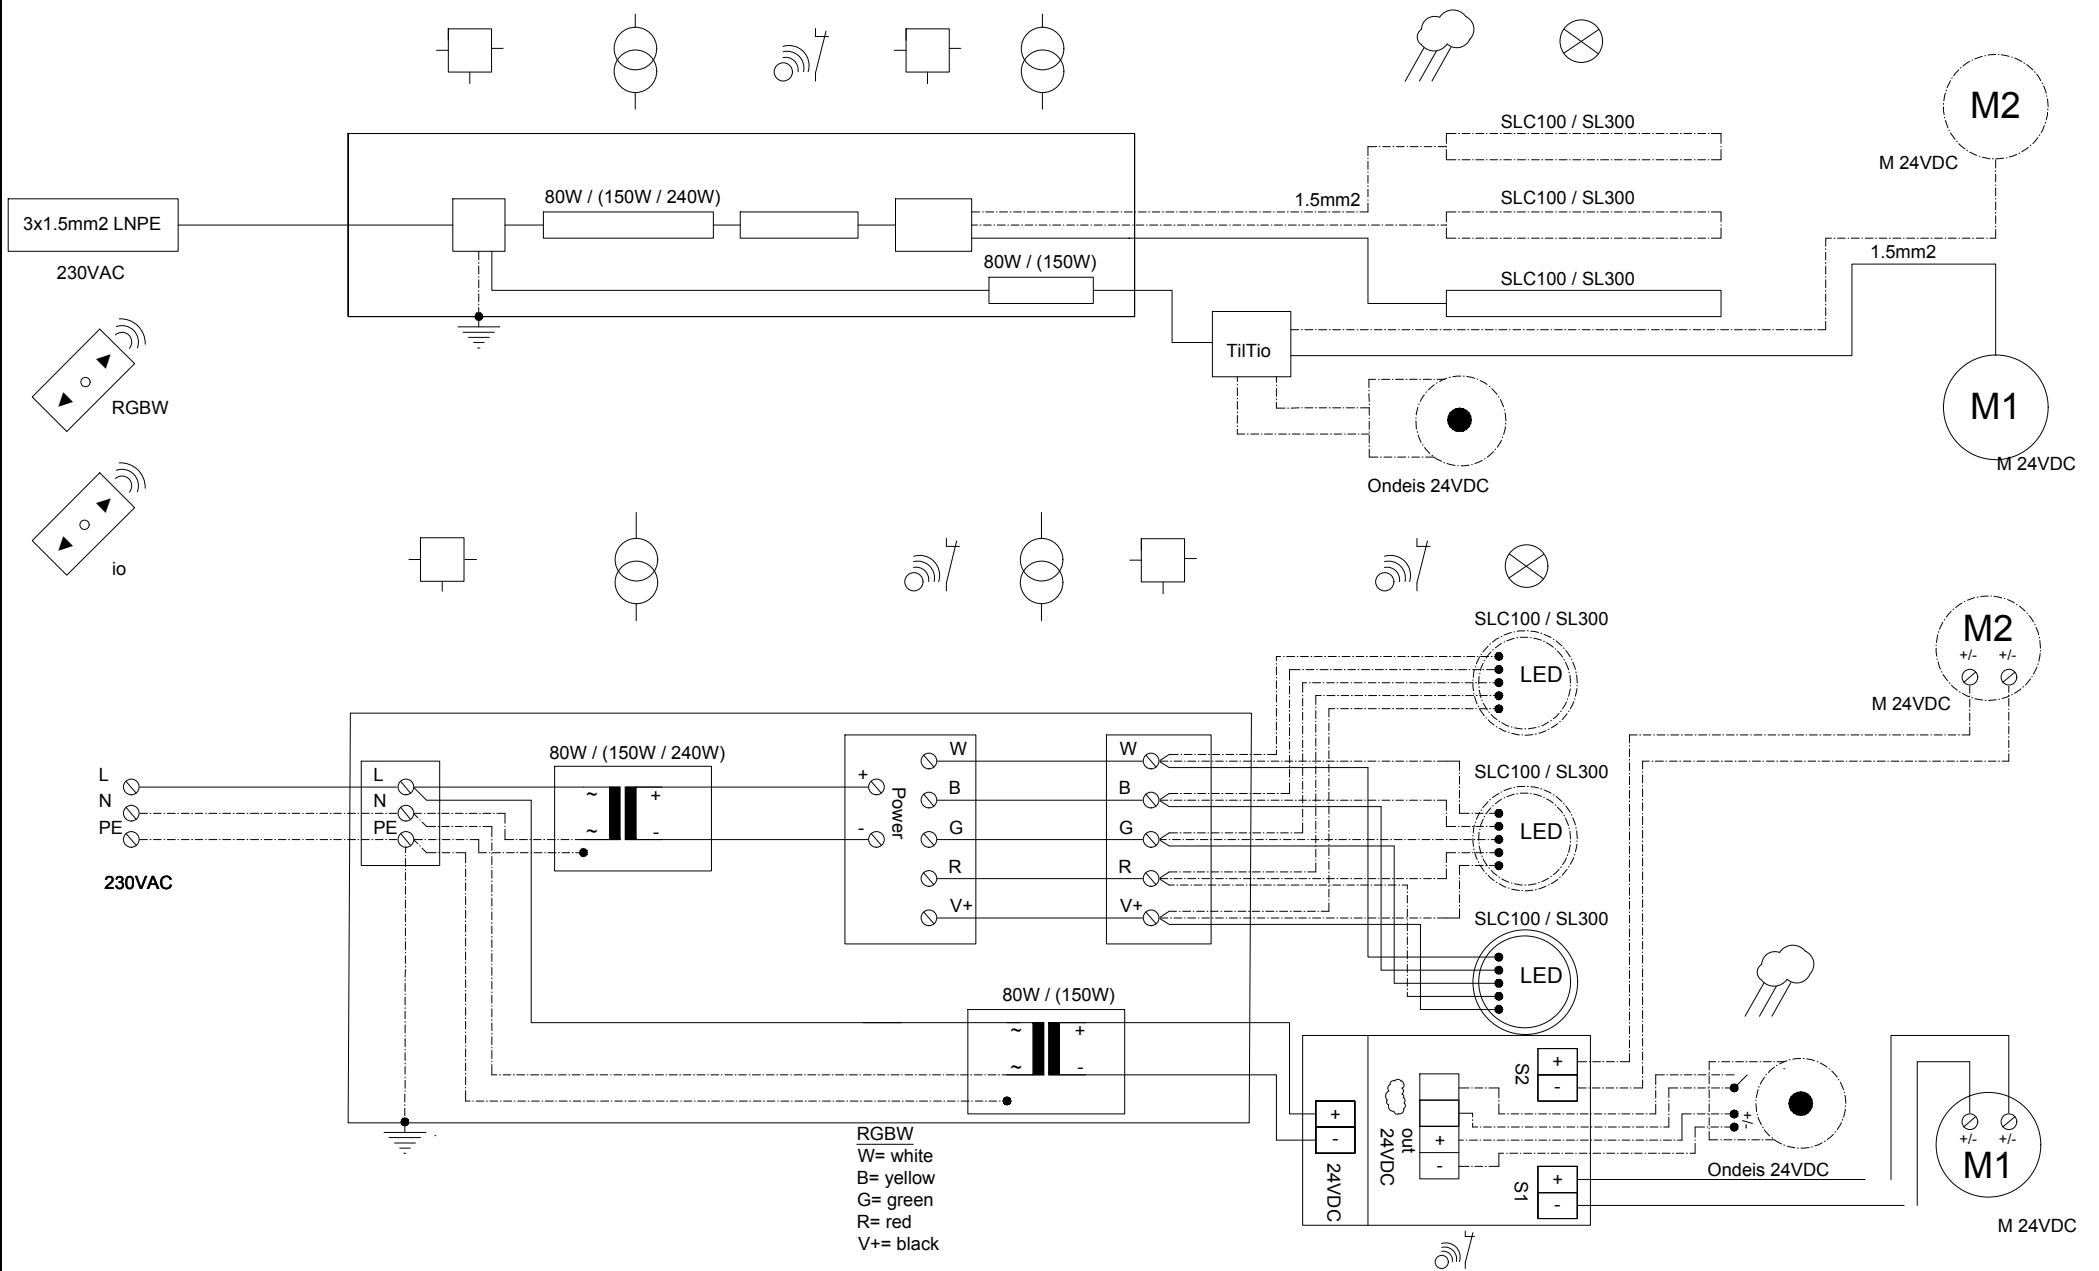 M2
M 24VDC
SLC100 / SL300
1.5mm2
SLC100 / SL300
80W / (150W / 240W)
3x1.5mm2 LNPE
230VAC
80W / (150W)
SLC100 / SL300
1.5mm2
TilTio
M1
M 24VDC
RGBW
Ondeis 24VDC
io
SLC100 / SL300
LED
M2
+/- +/-
M 24VDC
80W / (150W / 240W)
L
N
PE
230VAC
L
N
PE
~ +
~ -
+
-
Power
W
B
G
R
V+
W
B
G
R
V+
SLC100 / SL300
LED
SLC100 / SL300
LED
80W / (150W)
~ +
~ -
+
-
24VDC
out
24VDC
+
-
S2
+
-
S1
+
-
+/-
Ondeis 24VDC
+/- +/-
M1
M 24VDC
RGBW
W= white
B= yellow
G= green
R= red
V+= black